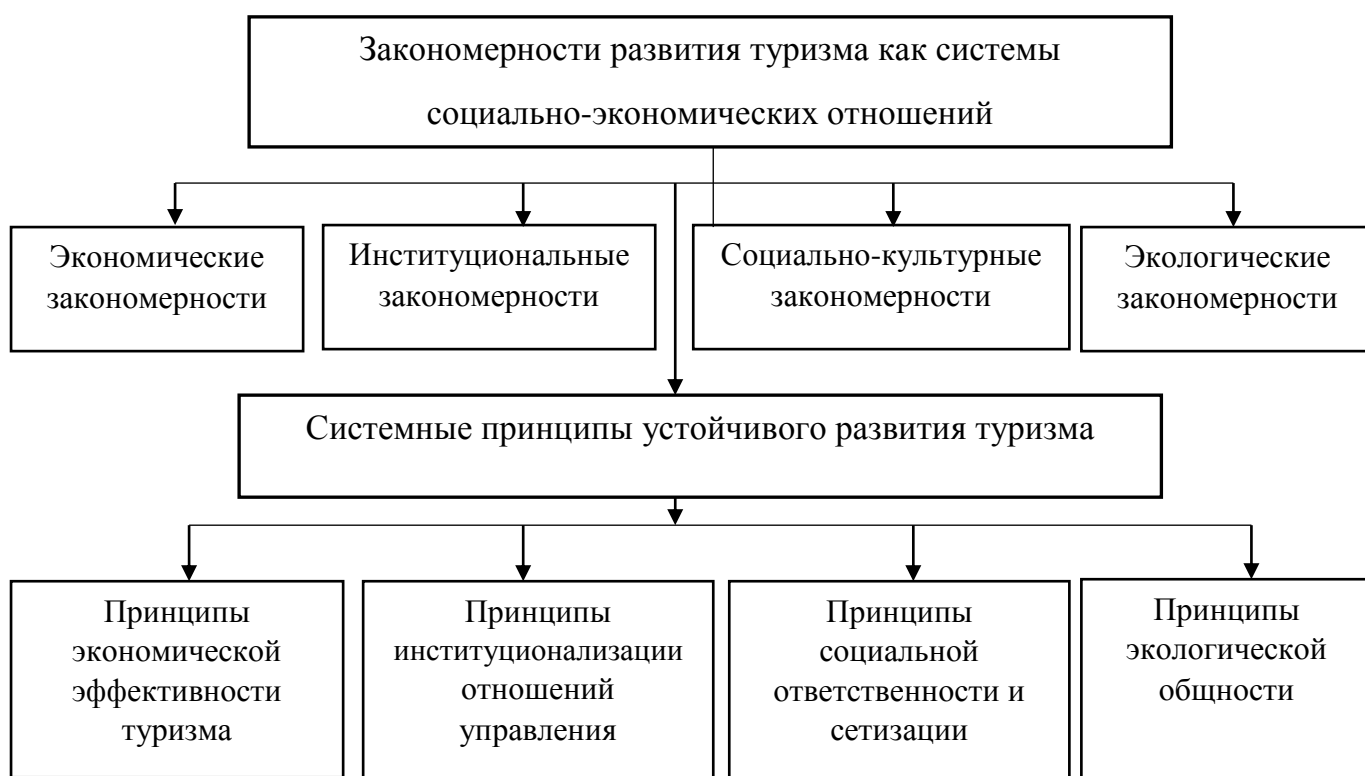 Закономерности развития туризма как системы
социально-экономических отношений
Экономические
закономерности
Институциональные
закономерности
Социально-культурные
закономерности
Экологические
закономерности
Системные принципы устойчивого развития туризма
Принципы
экономической
эффективности
туризма
Принципы
институционализации
отношений
управления
Принципы
социальной
ответственности и
сетизации
Принципы
экологической
общности